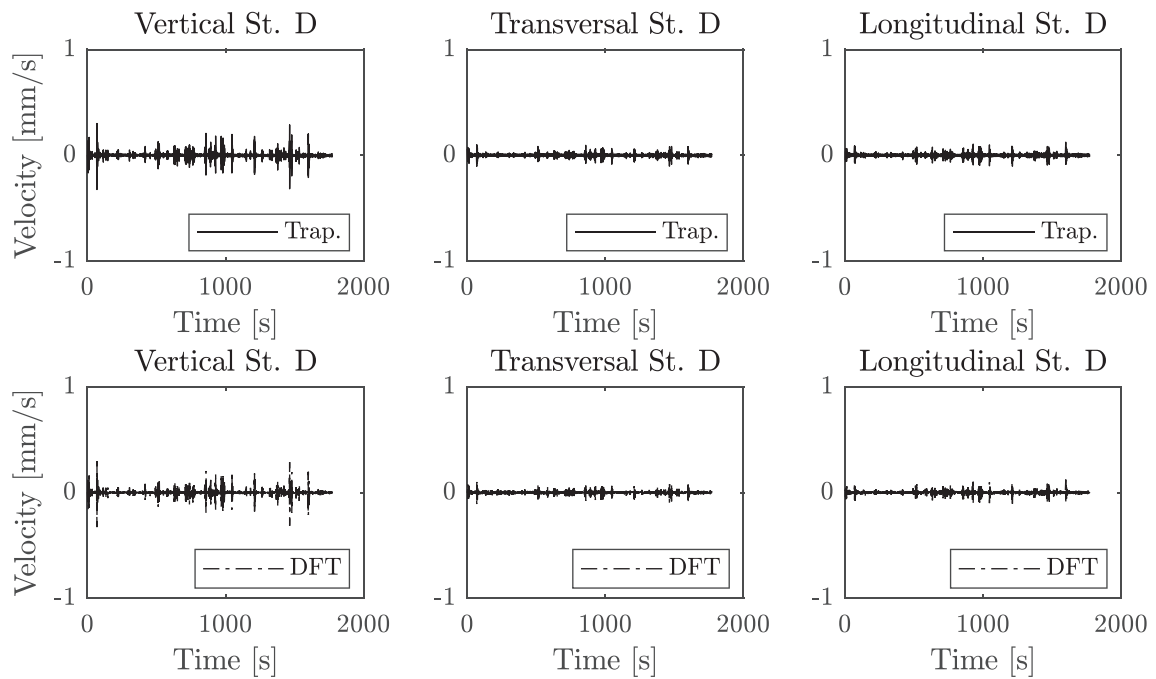 Vertical St. D
Transversal St. D
Longitudinal St. D
Velocity [mm/s]
1
0
-1
Trap.
0
1000
2000
Time [s]
1
0
-1
Trap.
0
1000
2000
Time [s]
1
0
-1
Trap.
0
1000
2000
Time [s]
Vertical St. D
Transversal St. D
Longitudinal St. D
Velocity [mm/s]
1
0
-1
DFT
0
1000
2000
Time [s]
1
0
-1
DFT
0
1000
2000
Time [s]
1
0
-1
DFT
0
1000
2000
Time [s]